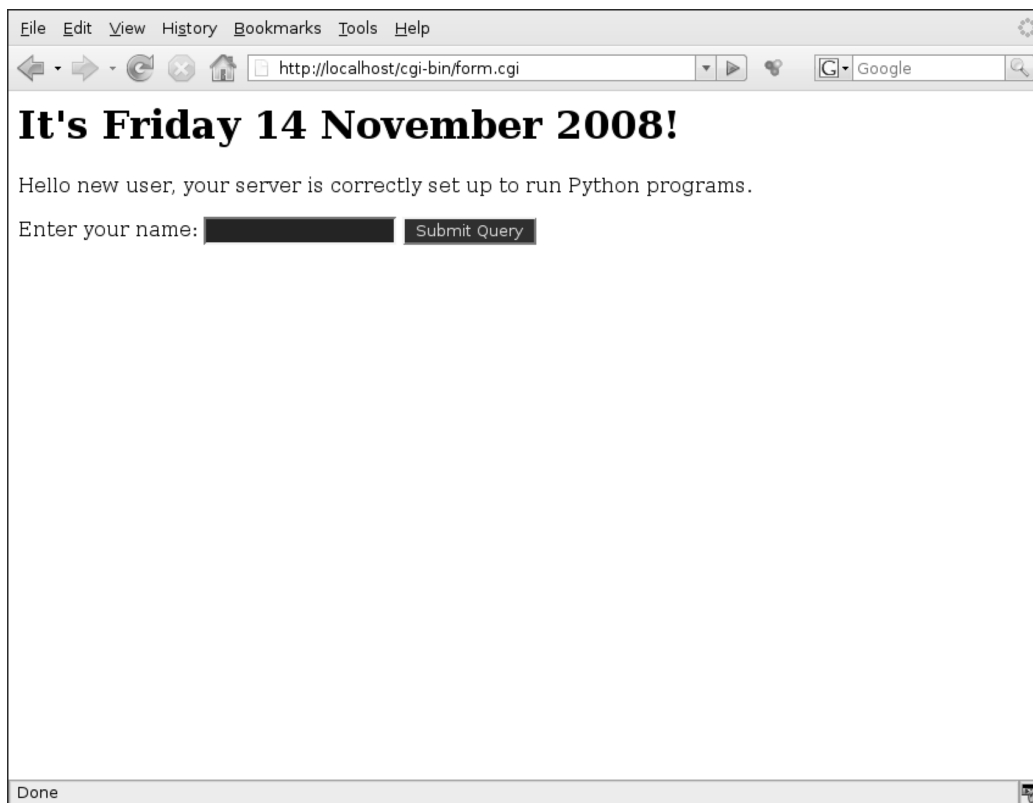 File Edit View History Bookmarks Tools Help
http://localhost/cgi-bin/form.cgi G Google
It's Friday 14 November 2008!
Hello new user, your server is correctly set up to run Python programs.
Enter your name: Submit Query
Done